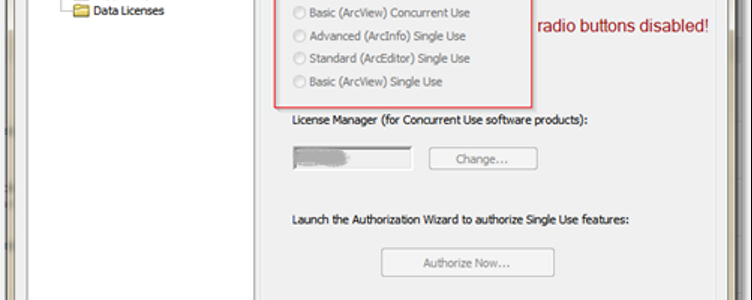 Data Licenses
Basic (ArcView) Concurrent Use
radio buttons disabled!
Advanced (ArcInfo) Single Use
Standard (ArcEditor) Single Use
Basic (ArcView) Single Use
License Manager (for Concurrent Use software products):
Change...
Launch the Authorization Wizard to authorize Single Use features:
Authorize Now...